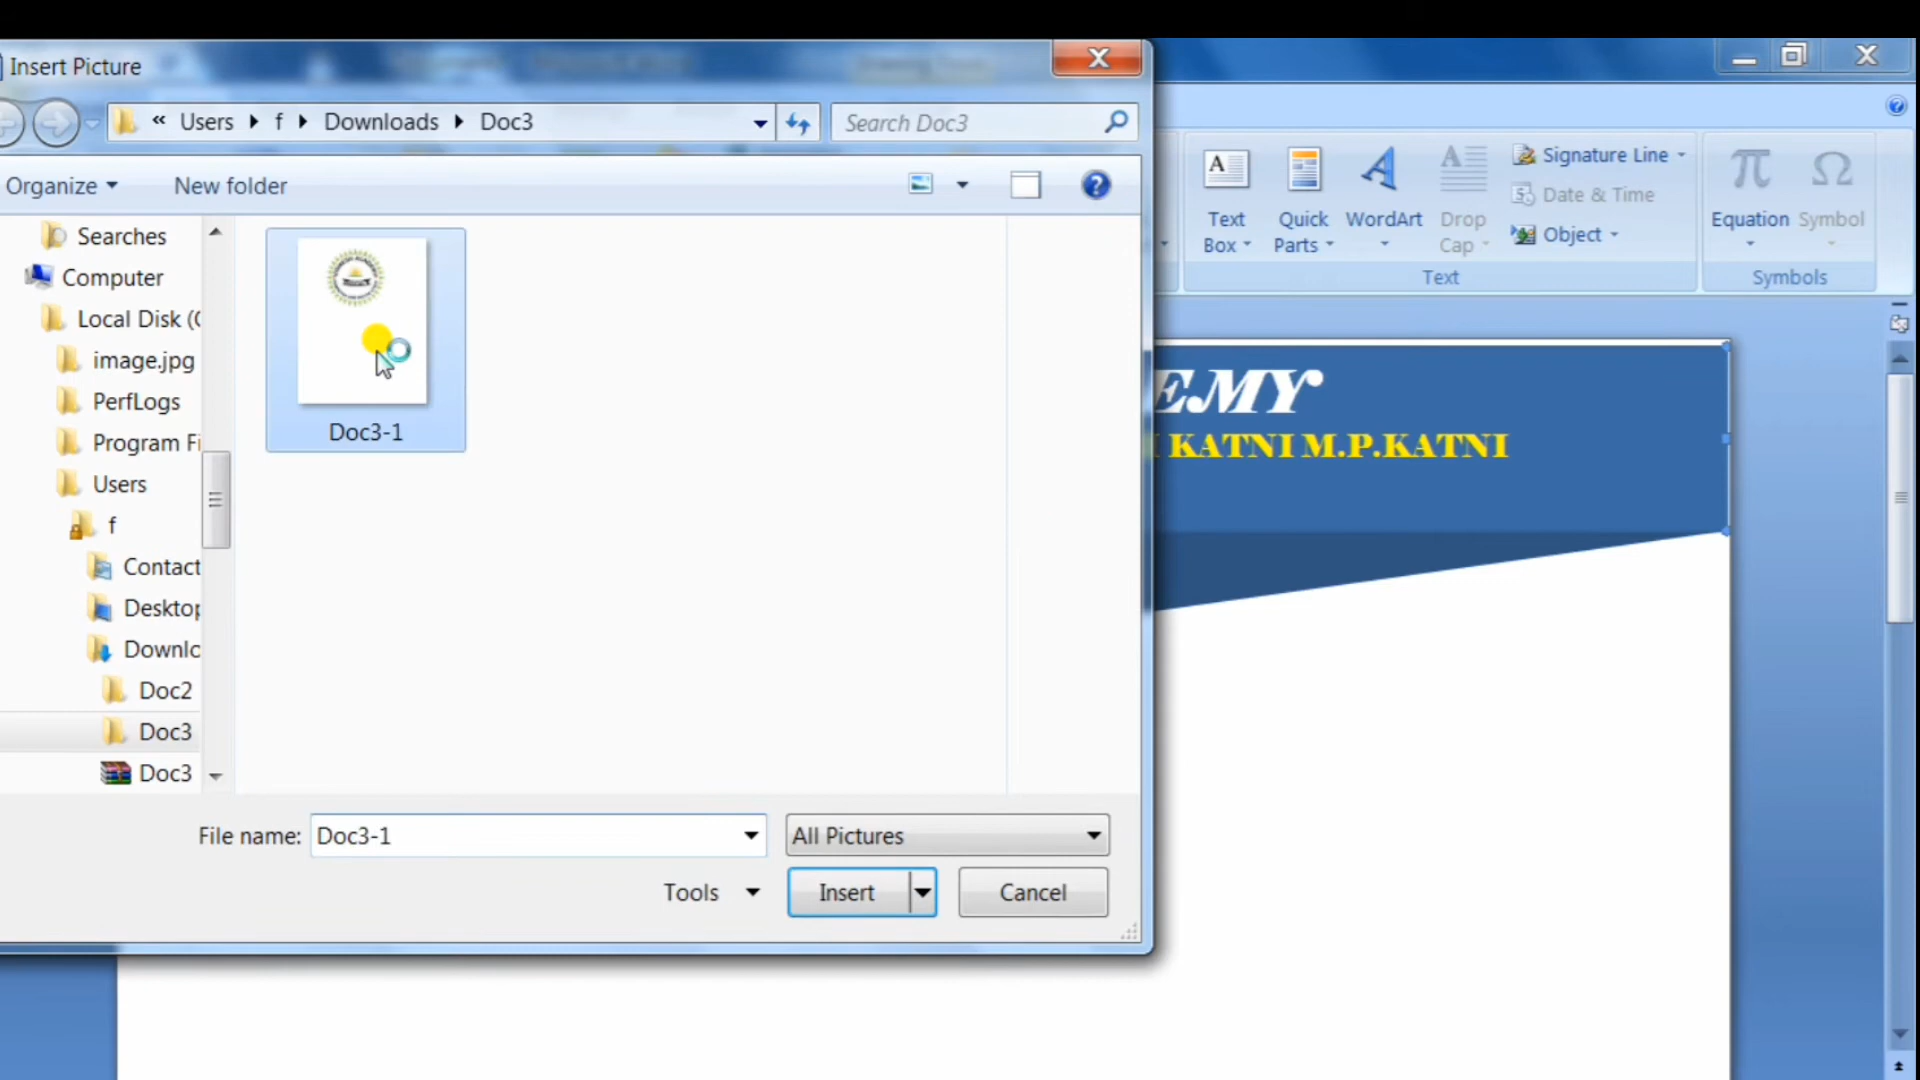 Insert Picture
« Users f Downloads Doc3
Search Doc3
Organize
New folder
Searches
Computer
Local Disk (C
image.jpg
PerfLogs
Program Fi
Users
f
Contact
Desktop
Downlo
Doc2
Doc3
Doc3
Doc3-1
File name: Doc3-1
All Pictures
Tools
Insert
Cancel
A Text Box
Quick Parts
A WordArt
A Drop Cap
Signature Line
Date & Time
Object
Text
π Equation
Ω Symbol
Symbols
EMY
I KATNI M.P.KATNI